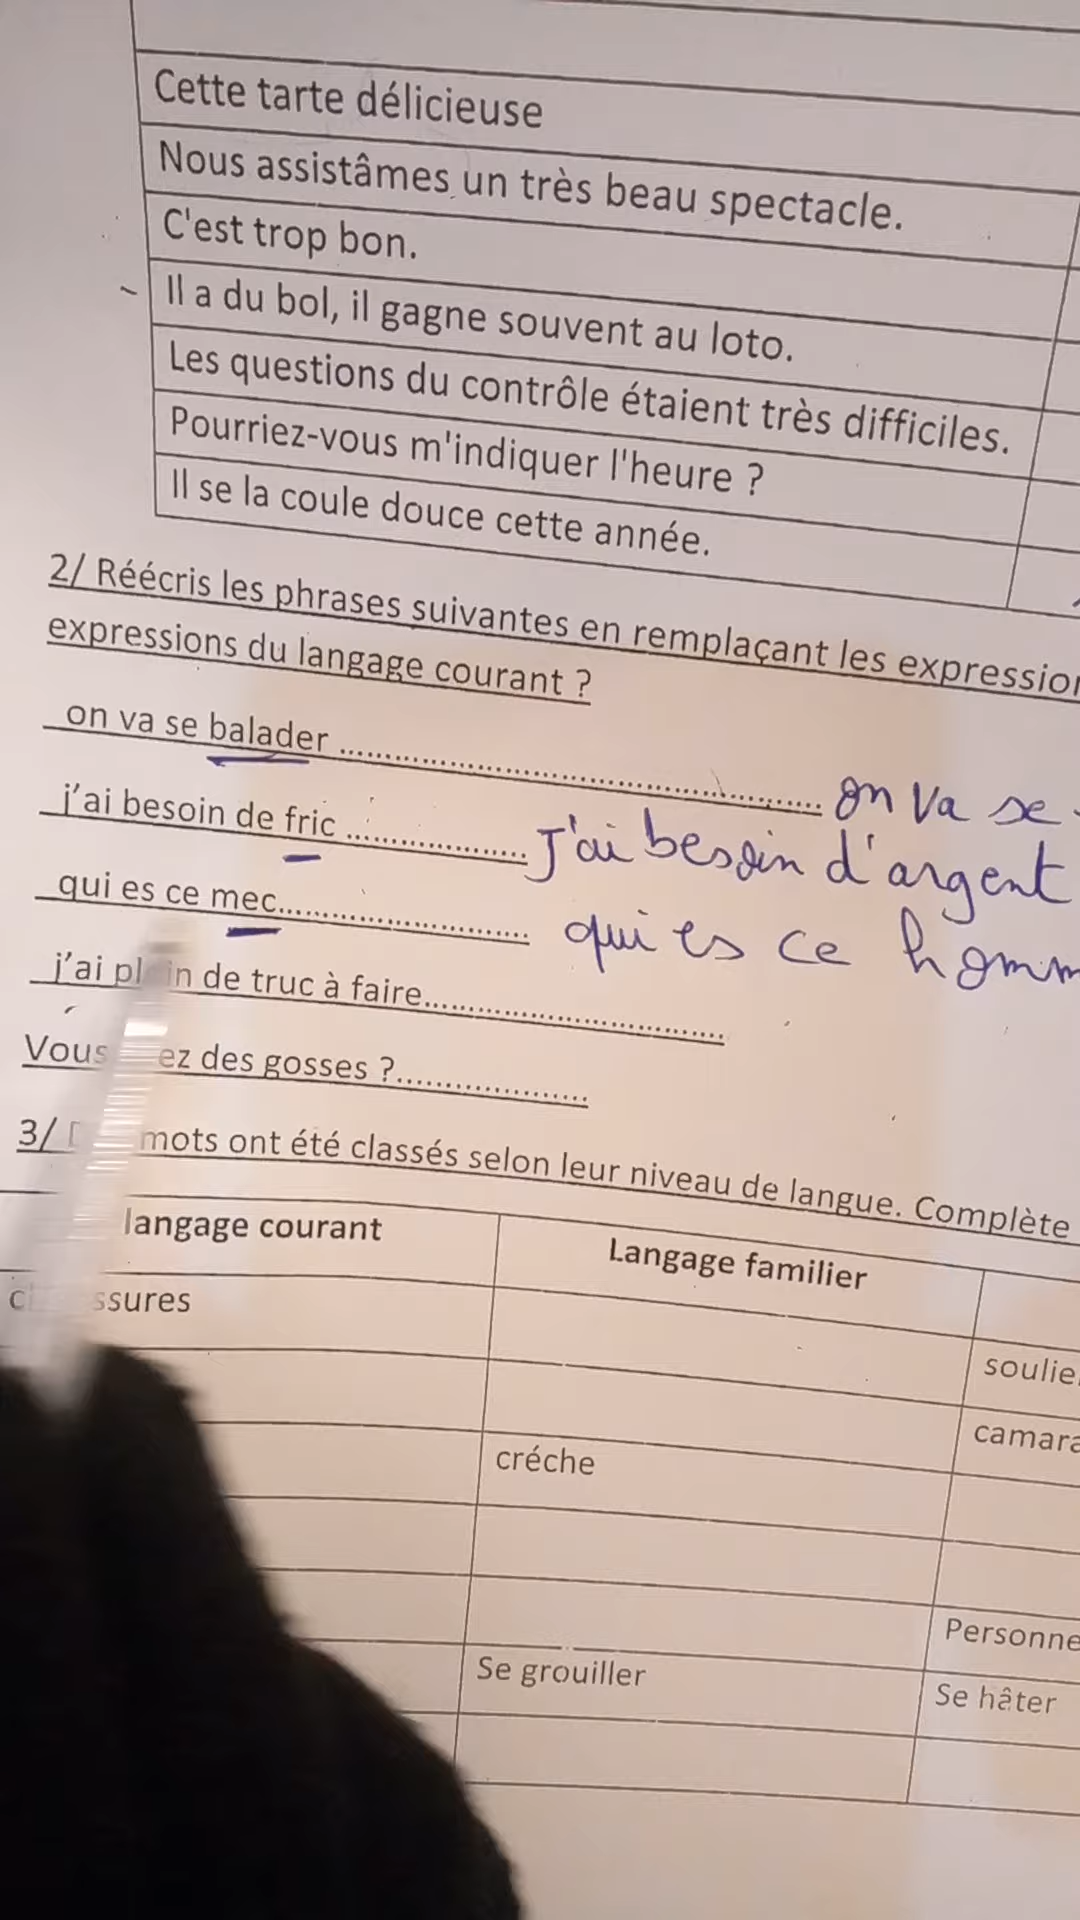 Cette tarte délicieuse
Nous assistâmes un très beau spectacle.
C'est trop bon.
Il a du bol, il gagne souvent au loto.
Les questions du contrôle étaient très difficiles.
Pourriez-vous m'indiquer l'heure ?
Il se la coule douce cette année.
2/ Réécris les phrases suivantes en remplaçant les
expressions du langage courant ?
on va se balader .......................................................... on va se
j'ai besoin de fric ...................... J'ai besoin d'argent
qui es ce mec............................... qui es ce
j'ai de truc à faire.....................................
Vous des gosses ?.......................
3/ mots ont été classés selon leur niveau de langue. Complète
langage courant Langage familier
créche
Personne
Se grouiller Se hâter